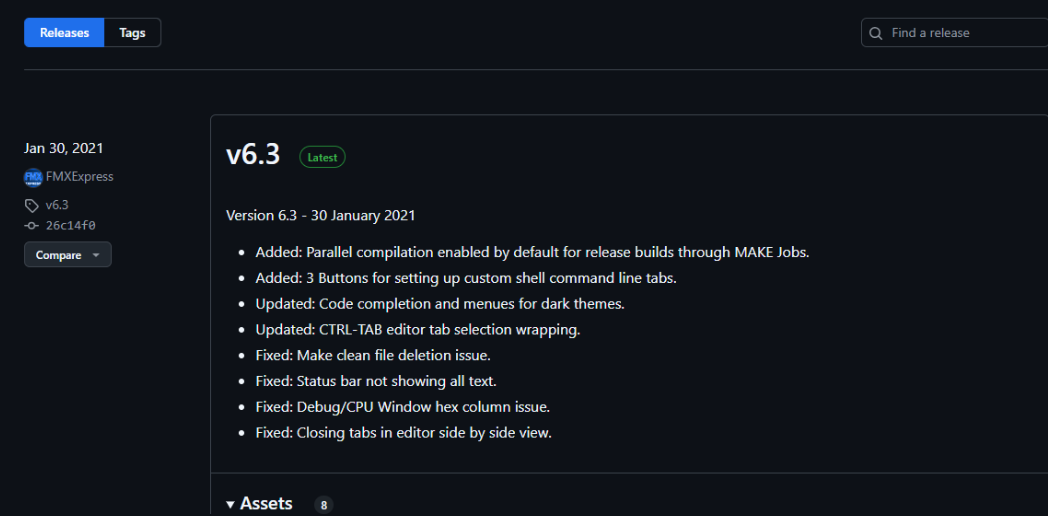 Releases
Tags
Find a release
Jan 30, 2021
FMXExpress
v6.3
26c14f0
Compare
v6.3 Latest
Version 6.3 - 30 January 2021
Added: Parallel compilation enabled by default for release builds through MAKE Jobs.
Added: 3 Buttons for setting up custom shell command line tabs.
Updated: Code completion and menues for dark themes.
Updated: CTRL-TAB editor tab selection wrapping.
Fixed: Make clean file deletion issue.
Fixed: Status bar not showing all text.
Fixed: Debug/CPU Window hex column issue.
Fixed: Closing tabs in editor side by side view.
Assets 8